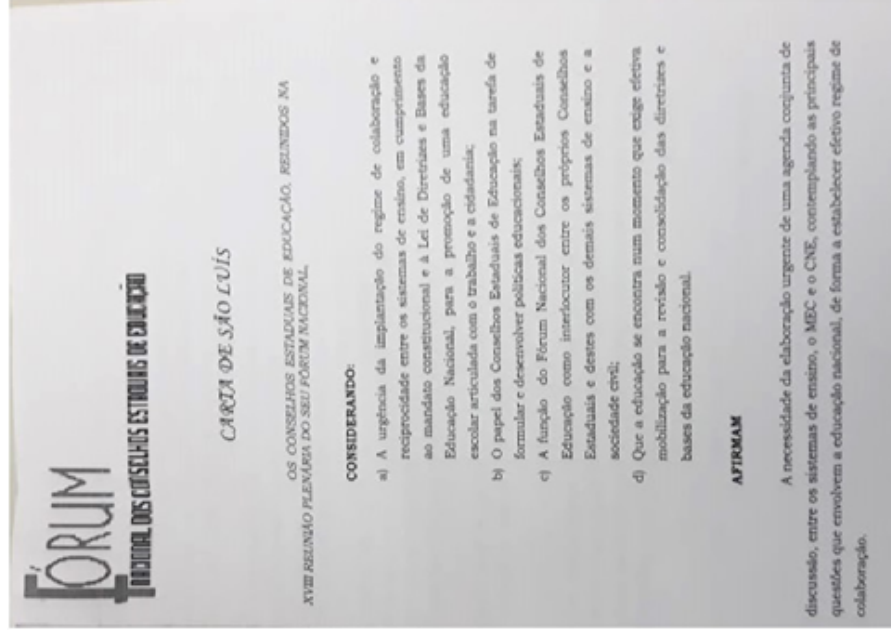 FÓRUM
NACIONAL DOS CONSELHOS ESTADUAIS DE EDUCAÇÃO
CARTA DE SÃO LUÍS
OS CONSELHOS ESTADUAIS DE EDUCAÇÃO, REUNIDOS NA
XVIII REUNIÃO PLENÁRIA DO SEU FÓRUM NACIONAL,
CONSIDERANDO:
a) A urgência da implantação do regime de colaboração e
reciprocidade entre os sistemas de ensino, em cumprimento
ao mandato constitucional e à Lei de Diretrizes e Bases da
Educação Nacional, para a promoção de uma educação
escolar articulada com o trabalho e a cidadania;
b) O papel dos Conselhos Estaduais de Educação na tarefa de
formular e desenvolver políticas educacionais;
c) A função do Fórum Nacional dos Conselhos Estaduais de
Educação como interlocutor entre os próprios Conselhos
Estaduais e destes com os demais sistemas de ensino e a
sociedade civil;
d) Que a educação se encontra num momento que exige efetiva
mobilização para a revisão e consolidação das diretrizes e
bases da educação nacional.
AFIRMAM
A necessidade da elaboração urgente de uma agenda conjunta de
discussão, entre os sistemas de ensino, o MEC e o CNE, contemplando as principais
questões que envolvem a educação nacional, de forma a estabelecer efetivo regime de
colaboração.